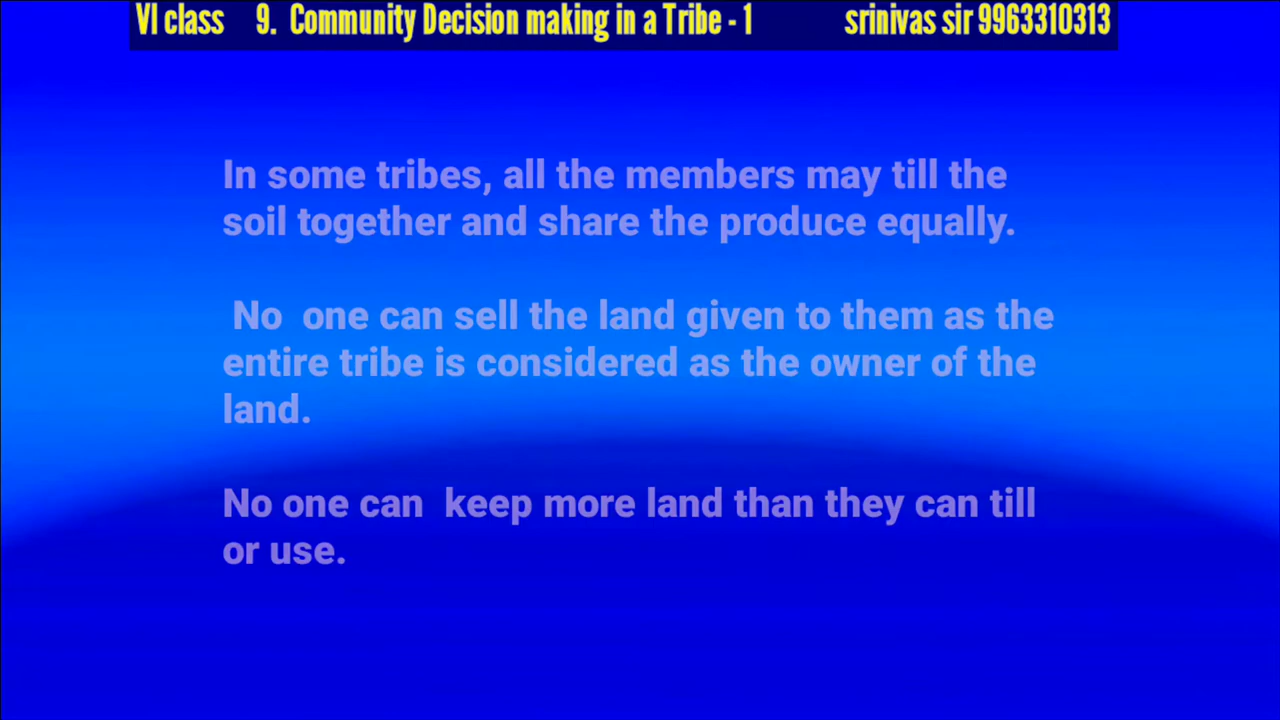 VI class 9. Community Decision making in a Tribe - 1 srinivas sir 9963310313
In some tribes, all the members may till the
soil together and share the produce equally.
No one can sell the land given to them as the
entire tribe is considered as the owner of the
land.
No one can keep more land than they can till
or use.